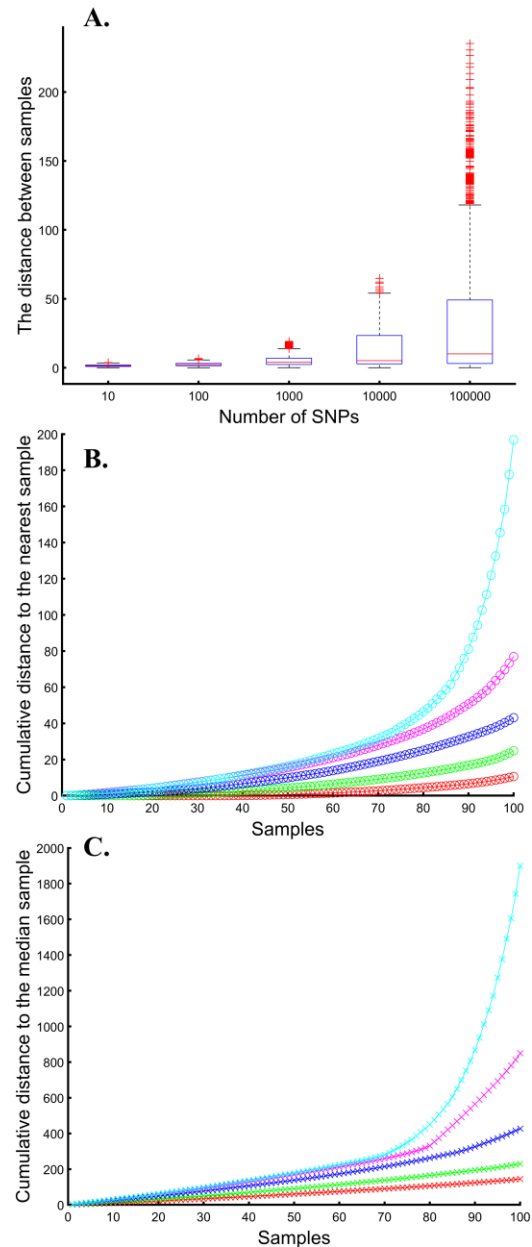 A.
The distance between samples
200
150
100
50
0
10 100 1000 10000 100000
Number of SNPs
B.
Cumulative distance to the nearest sample
200
180
160
140
120
100
80
60
40
20
0
0 10 20 30 40 50 60 70 80 90 100
Samples
C.
Cumulative distance to the median sample
2000
1800
1600
1400
1200
1000
800
600
400
200
0
0 10 20 30 40 50 60 70 80 90 100
Samples